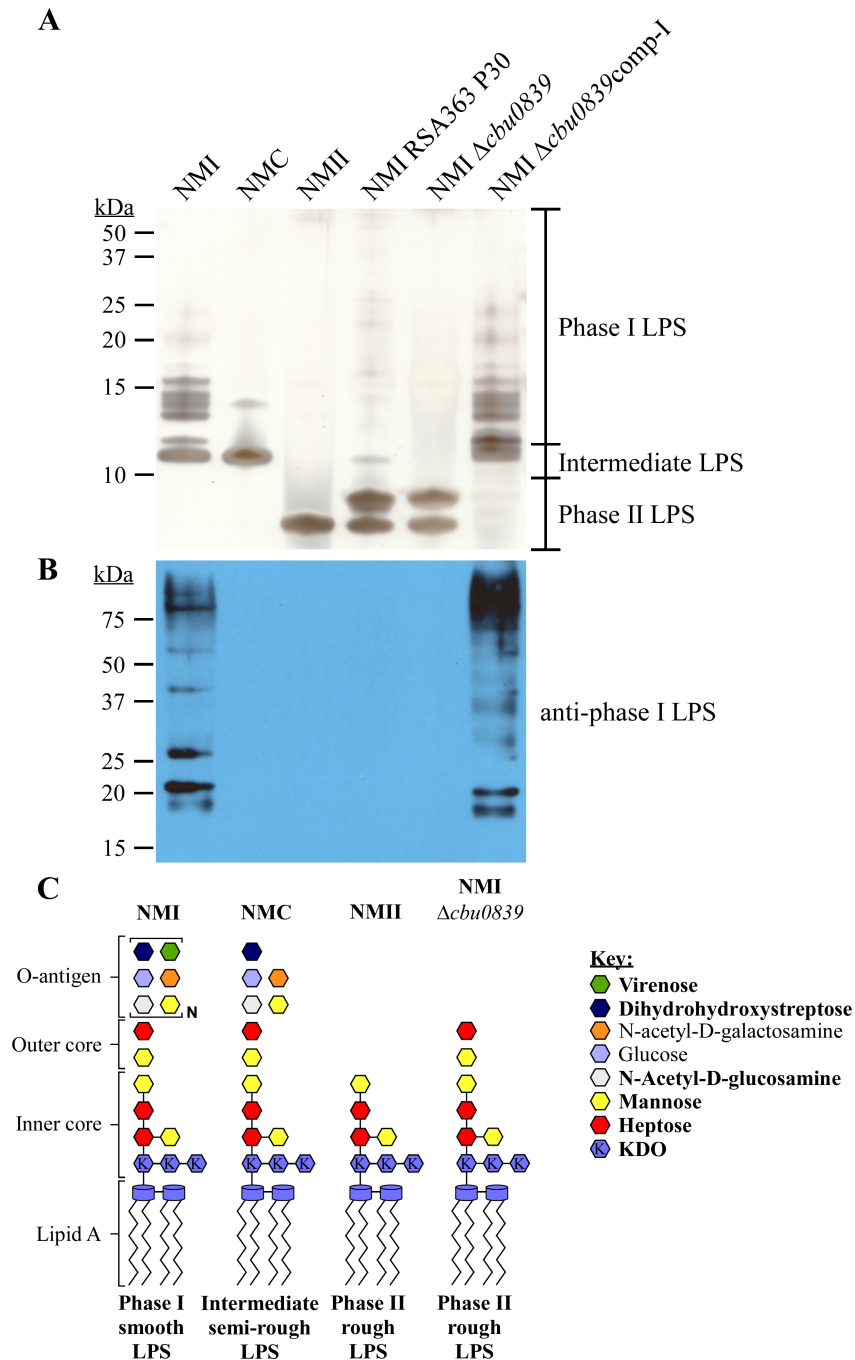 A
NMI
NMC
NMII
NMI RSA363 P30
NMI Δcbu0839
NMI Δcbu0839comp-I
kDa
50
37
25
20
15
10
Phase I LPS
Intermediate LPS
Phase II LPS
B
kDa
75
50
37
25
20
15
anti-phase I LPS
C
NMI
NMC
NMII
NMI
Δcbu0839
O-antigen
N
Outer core
Inner core
K K K
K K K
K K K
K K K
Lipid A
Phase I
smooth
LPS
Intermediate
semi-rough
LPS
Phase II
rough
LPS
Phase II
rough
LPS
Key:
Virenose
Dihydrohydroxystreptose
N-acetyl-D-galactosamine
Glucose
N-Acetyl-D-glucosamine
Mannose
Heptose
K KDO